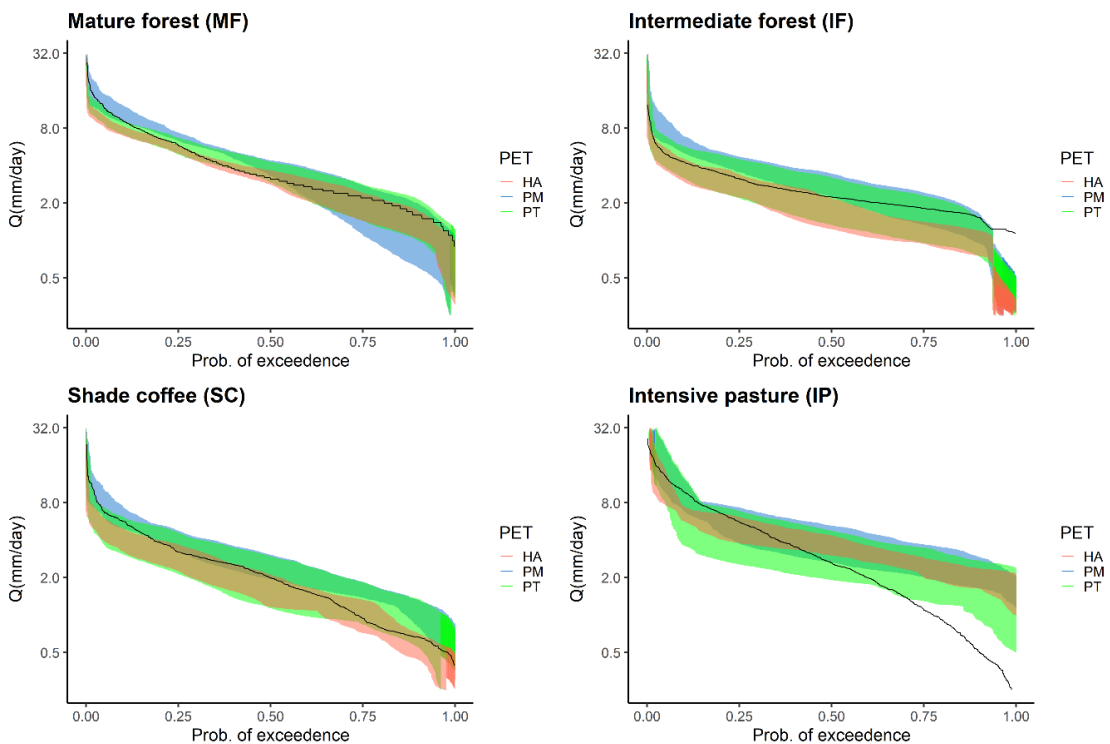 Mature forest (MF)
32.0
8.0
2.0
0.5
Q(mm/day)
0.00 0.25 0.50 0.75 1.00
Prob. of exceedence
PET
HA
PM
PT
Intermediate forest (IF)
32.0
8.0
2.0
0.5
Q(mm/day)
0.00 0.25 0.50 0.75 1.00
Prob. of exceedence
PET
HA
PM
PT
Shade coffee (SC)
32.0
8.0
2.0
0.5
Q(mm/day)
0.00 0.25 0.50 0.75 1.00
Prob. of exceedence
PET
HA
PM
PT
Intensive pasture (IP)
32.0
8.0
2.0
0.5
Q(mm/day)
0.00 0.25 0.50 0.75 1.00
Prob. of exceedence
PET
HA
PM
PT